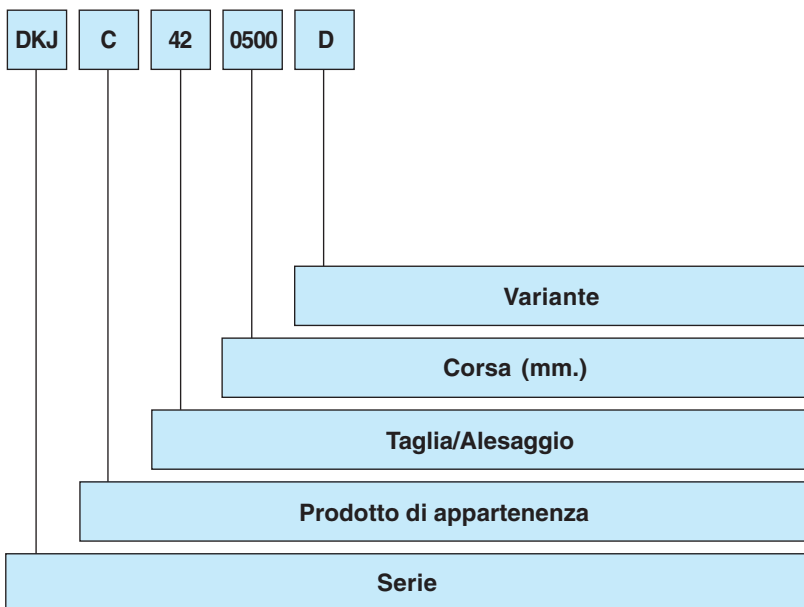 DKJ C 42 0500 D
Variante
Corsa (mm.)
Taglia/Alesaggio
Prodotto di appartenenza
Serie